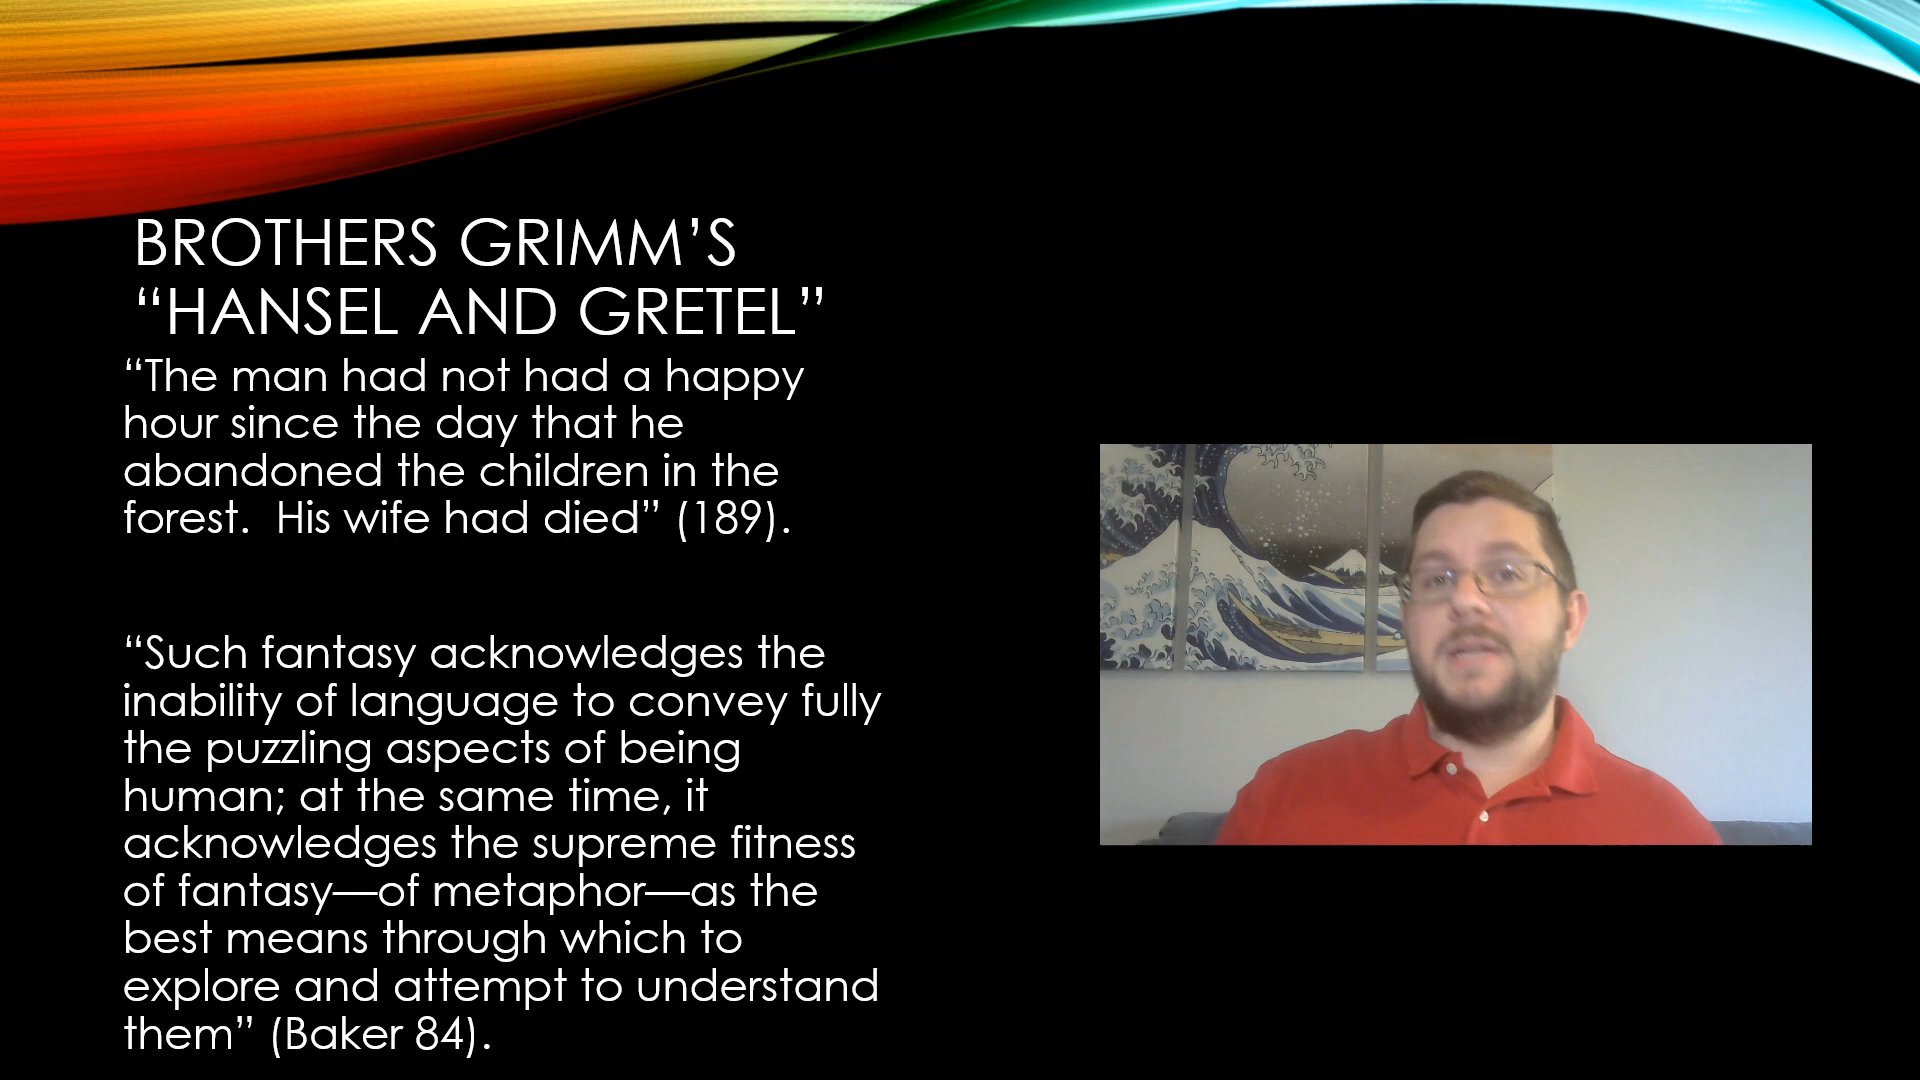 BROTHERS GRIMM’S
“HANSEL AND GRETEL”
“The man had not had a happy
hour since the day that he
abandoned the children in the
forest.  His wife had died” (189).
“Such fantasy acknowledges the
inability of language to convey fully
the puzzling aspects of being
human; at the same time, it
acknowledges the supreme fitness
of fantasy—of metaphor—as the
best means through which to
explore and attempt to understand
them” (Baker 84).